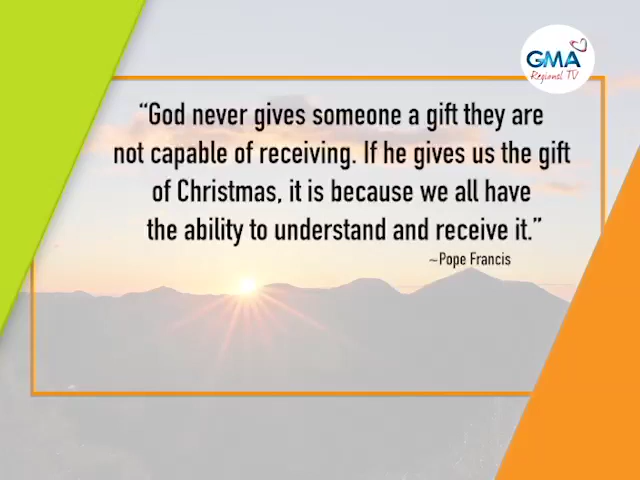 GMA
Regional TV
“God never gives someone a gift they are
not capable of receiving. If he gives us the gift
of Christmas, it is because we all have
the ability to understand and receive it.”
~Pope Francis